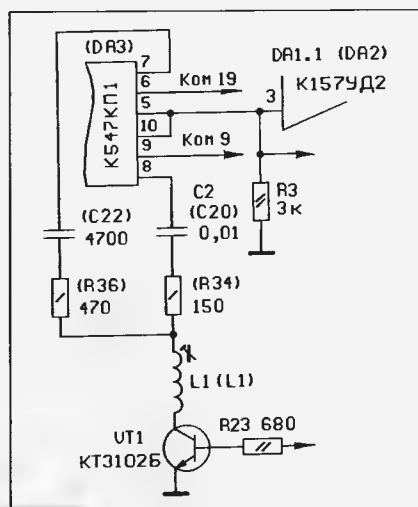 (DA3)
DA1.1 (DA2)
К157УД2
К547КП1
7
6
5
10
9
8
Ком 19
Ком 9
3
R3
3к
(C22)
4700
C2
(C20)
0,01
(R36)
470
(R34)
150
L1 (L1)
VT1
КТ3102Б
R23 680